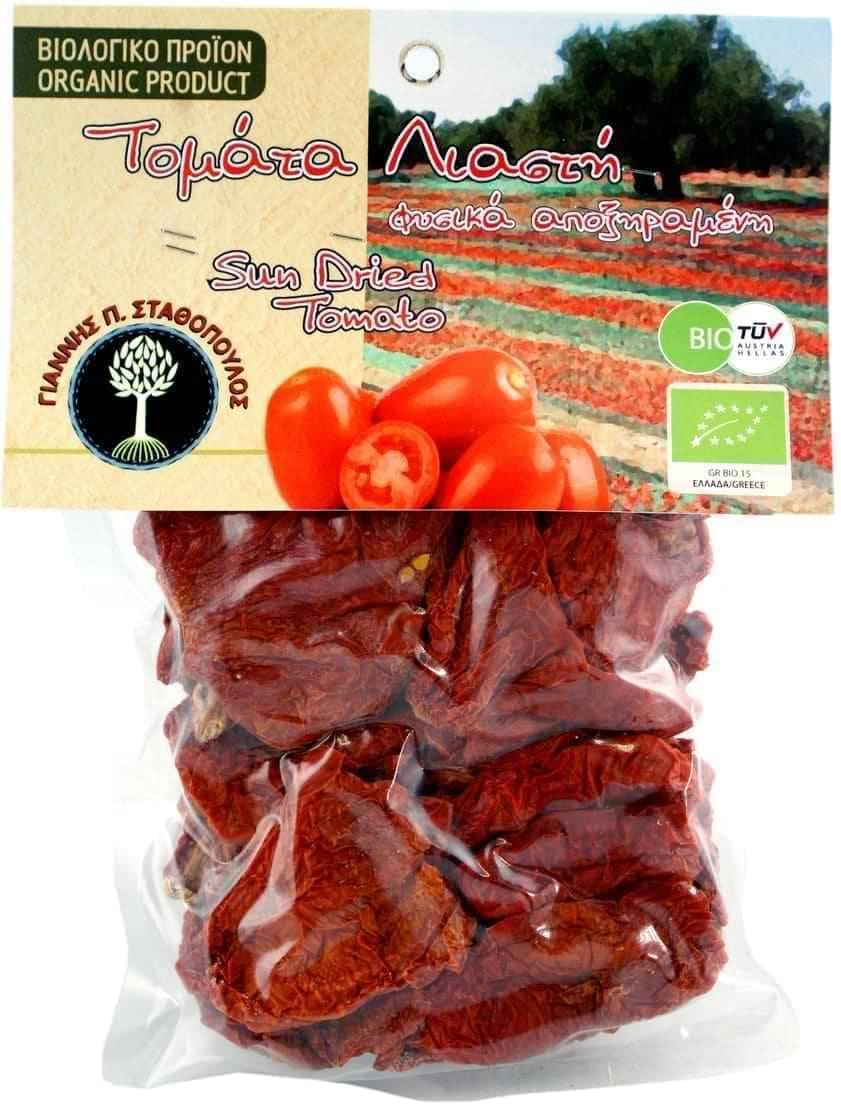 ΒΙΟΛΟΓΙΚΟ ΠΡΟΪΟΝ
ORGANIC PRODUCT
Τομάτα Λιαστή
φυσικά αποξηραμένη
Sun Dried
Tomato
ΓΙΑΝΝΗΣ Π. ΣΤΑΘΟΠΟΥΛΟΣ
BIO
TÜV
AUSTRIA
HELLAS
GR BIO 15
ΕΛΛΑΔΑ/GREECE